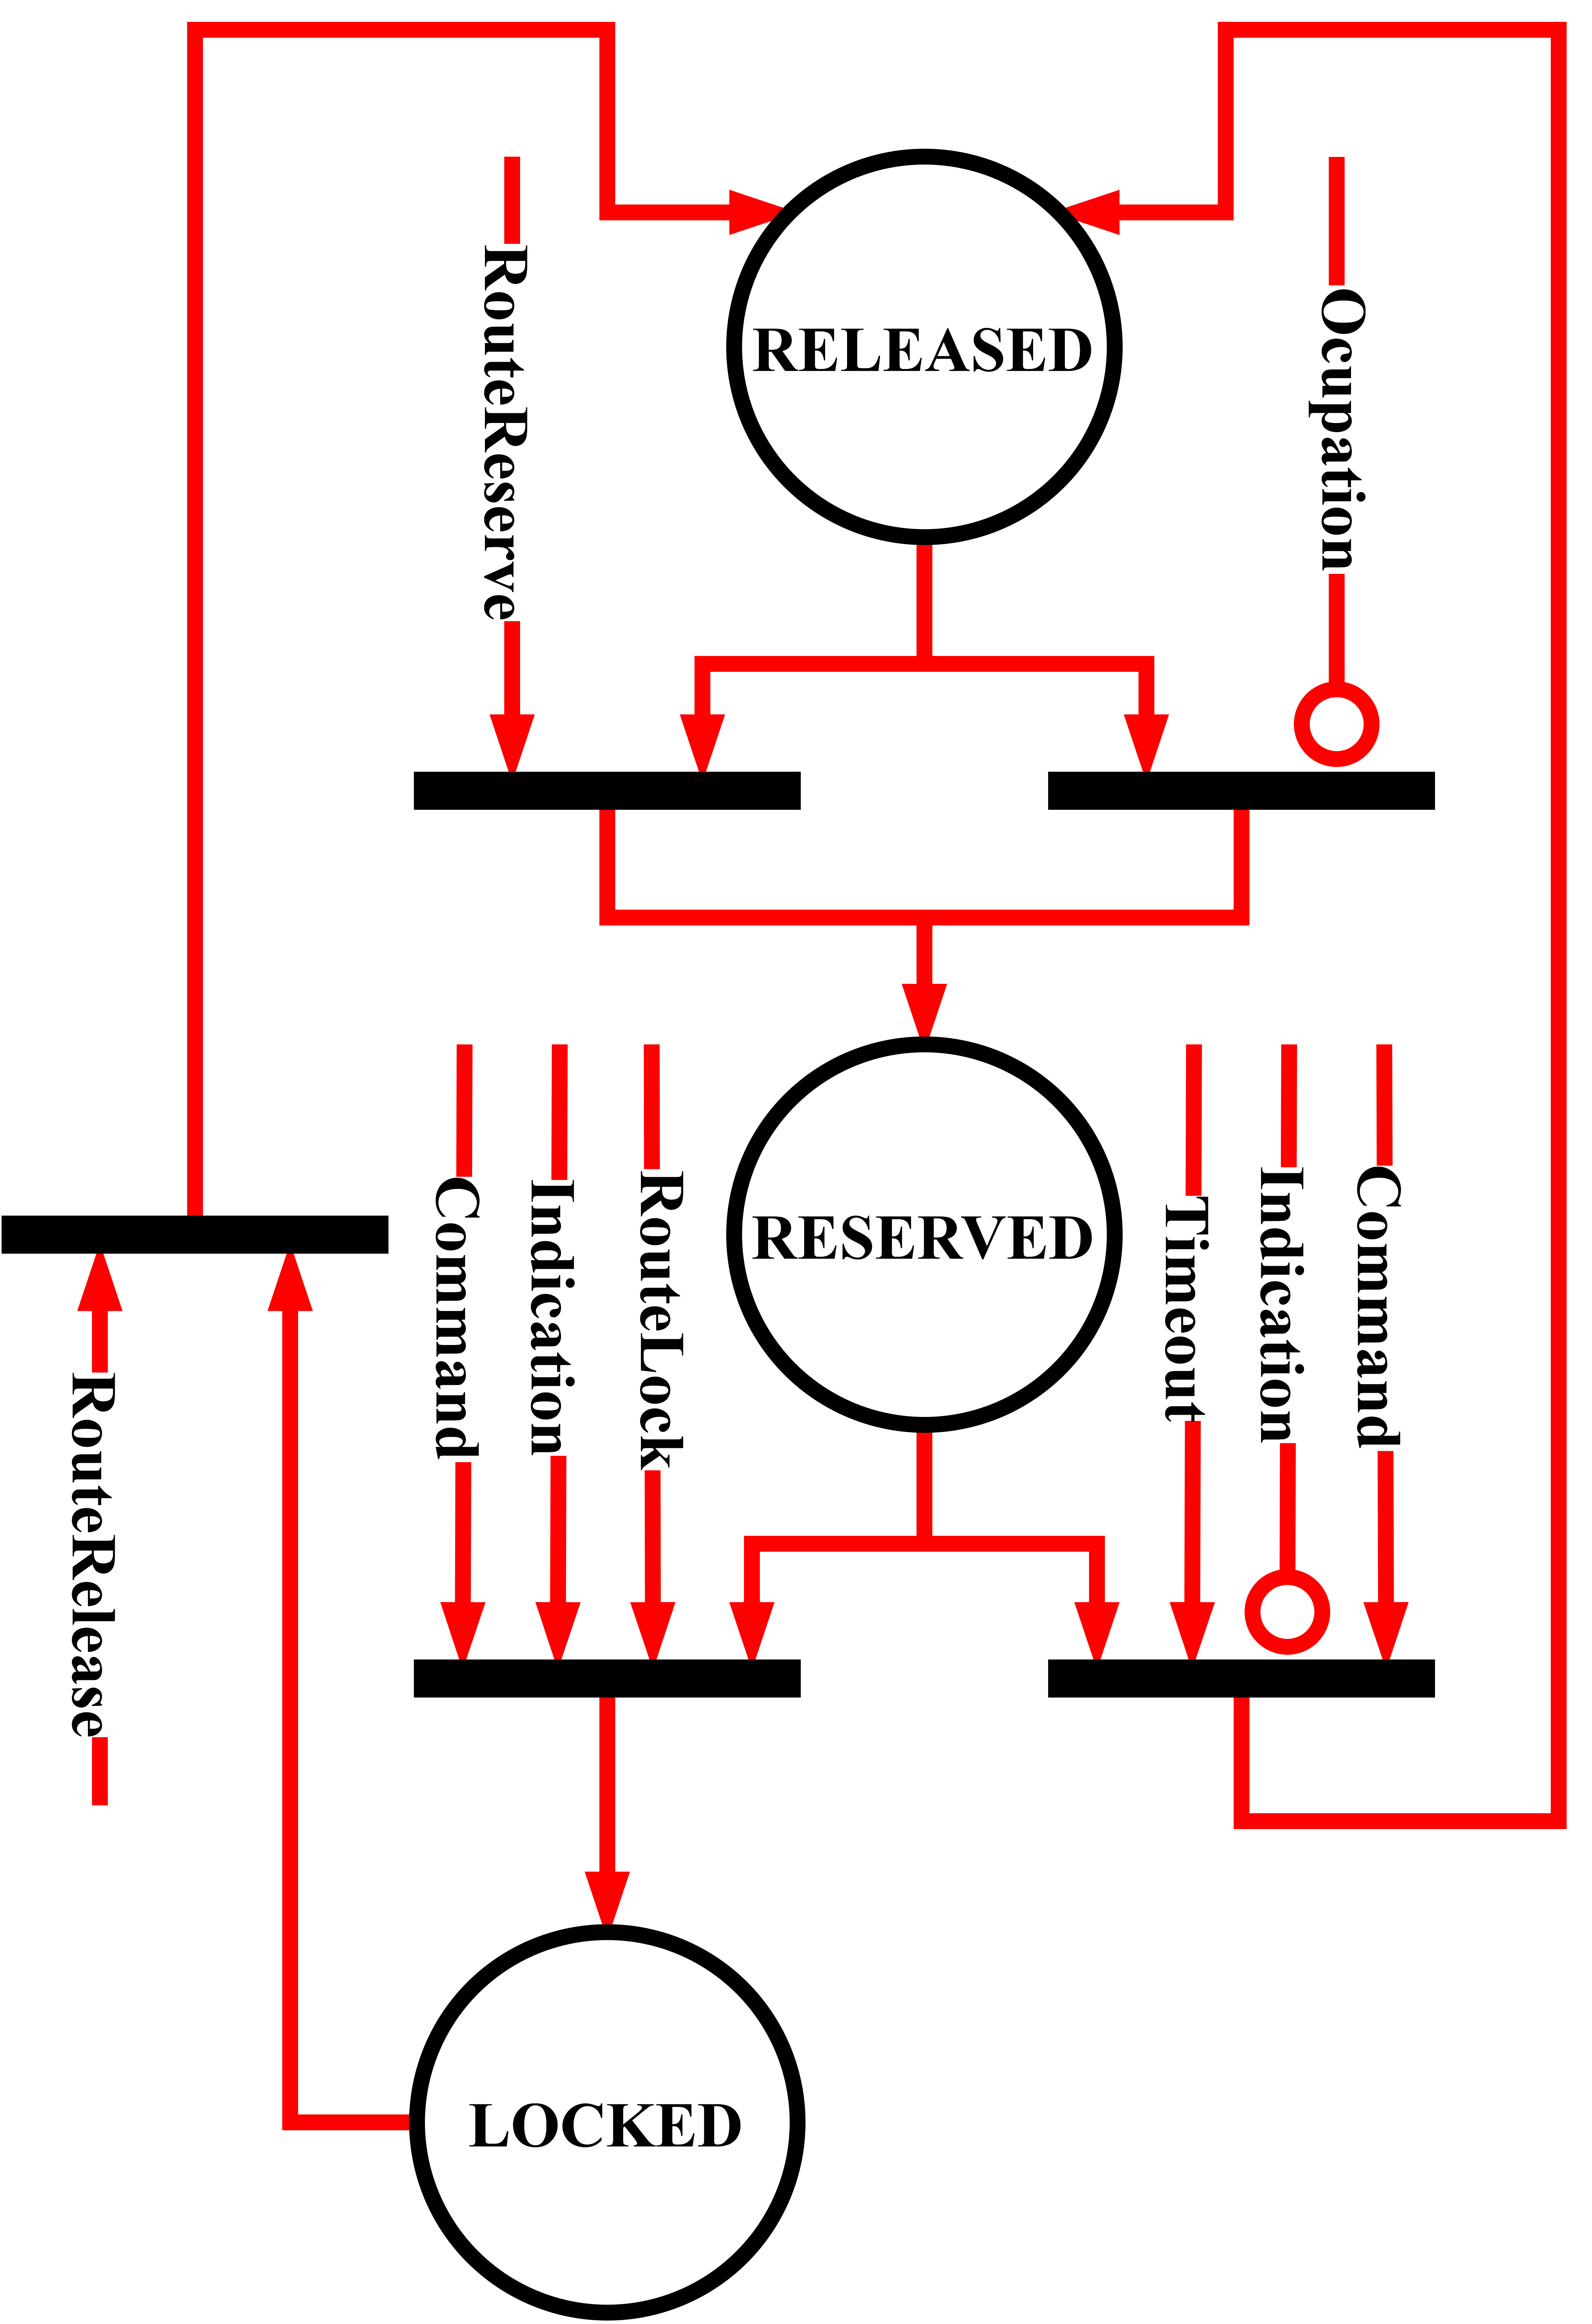 RELEASED
RouteReserve
Ocupation
RESERVED
Command
Indication
RouteLock
Timeout
Indication
Command
RouteRelease
LOCKED